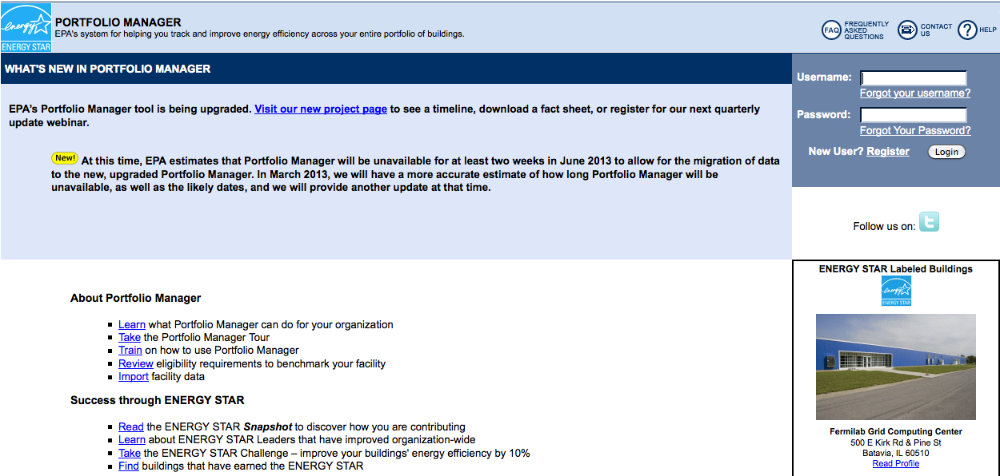 energy
ENERGY STAR
PORTFOLIO MANAGER
EPA's system for helping you track and improve energy efficiency across your entire portfolio of buildings.
FAQ
FREQUENTLY
ASKED
QUESTIONS
CONTACT
US
?
HELP
WHAT'S NEW IN PORTFOLIO MANAGER
EPA's Portfolio Manager tool is being upgraded. Visit our new project page to see a timeline, download a fact sheet, or register for our next quarterly
update webinar.
New! At this time, EPA estimates that Portfolio Manager will be unavailable for at least two weeks in June 2013 to allow for the migration of data
to the new, upgraded Portfolio Manager. In March 2013, we will have a more accurate estimate of how long Portfolio Manager will be
unavailable, as well as the likely dates, and we will provide another update at that time.
Username:
Forgot your username?
Password:
Forgot Your Password?
New User? Register
Login
Follow us on:
t
About Portfolio Manager
Learn what Portfolio Manager can do for your organization
Take the Portfolio Manager Tour
Train on how to use Portfolio Manager
Review eligibility requirements to benchmark your facility
Import facility data
Success through ENERGY STAR
Read the ENERGY STAR Snapshot to discover how you are contributing
Learn about ENERGY STAR Leaders that have improved organization-wide
Take the ENERGY STAR Challenge – improve your buildings' energy efficiency by 10%
Find buildings that have earned the ENERGY STAR
ENERGY STAR Labeled Buildings
energy
ENERGY STAR
Fermilab Grid Computing Center
500 E Kirk Rd & Pine St
Batavia, IL 60510
Read Profile